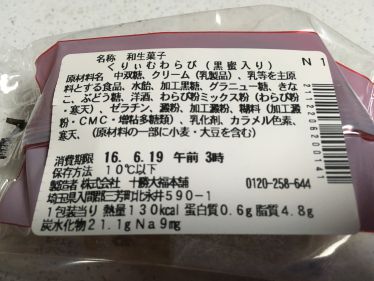 名称 和生菓子
くりぃむわらび(黒蜜入り) N1
原材料名 中双糖、クリーム(乳製品)、乳等を主原
料とする食品、水飴、加工黒糖、グラニュー糖、きな
こ、ぶどう糖、洋酒、わらび粉ミックス粉(わらび粉
・寒天)、ゼラチン、澱粉、加工澱粉、糊料(加工澱
粉・CMC・増粘多糖類)、乳化剤、カラメル色素、
寒天、(原材料の一部に小麦・大豆を含む)
消費期限 16. 6.19 午前 3時
保存方法 10℃以下
製造者 株式会社 十勝大福本舗 0120-258-644
埼玉県入間郡三芳町北永井590-1
1包装当り 熱量130kcal 蛋白質0.6g 脂質4.8g
炭水化物21.1g Na9mg